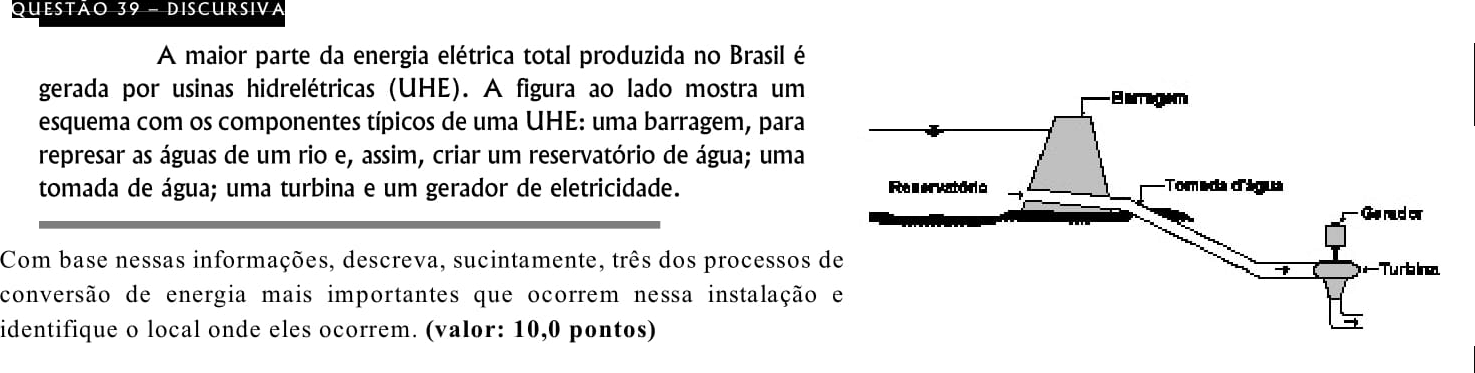 QUESTÃO 39 – DISCURSIVA
A maior parte da energia elétrica total produzida no Brasil é
gerada por usinas hidrelétricas (UHE). A figura ao lado mostra um
esquema com os componentes típicos de uma UHE: uma barragem, para
represar as águas de um rio e, assim, criar um reservatório de água; uma
tomada de água; uma turbina e um gerador de eletricidade.
Com base nessas informações, descreva, sucintamente, três dos processos de
conversão de energia mais importantes que ocorrem nessa instalação e
identifique o local onde eles ocorrem. (valor: 10,0 pontos)
Barragem
Reservatório
Tomada d'água
Gerador
Turbina